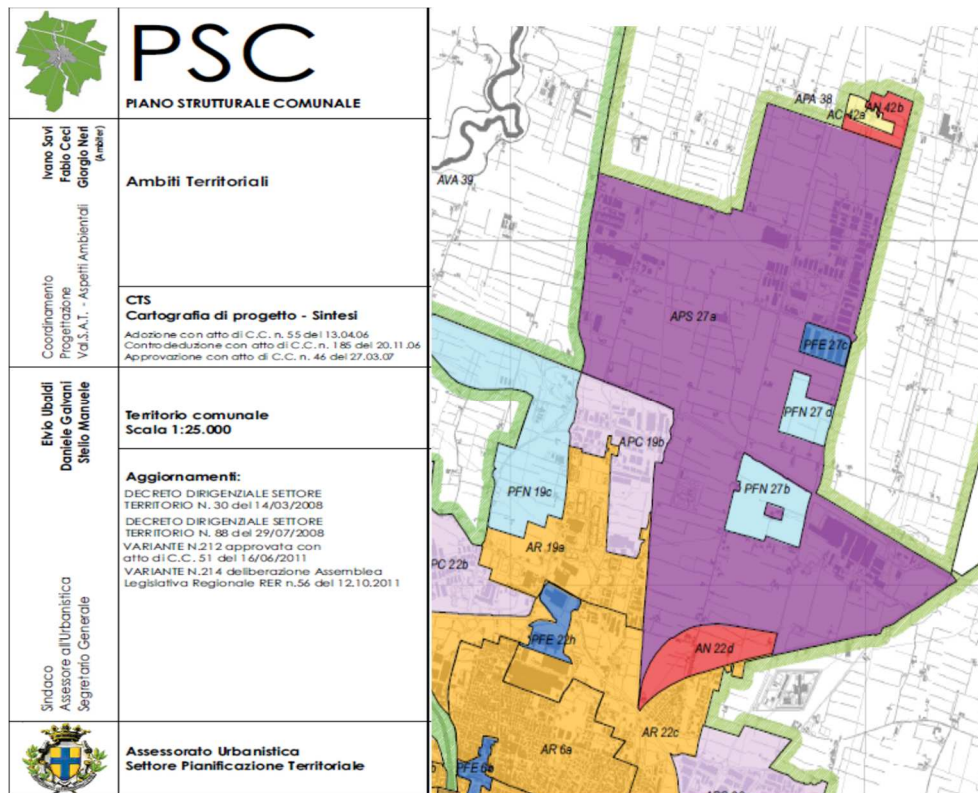 PSC
PIANO STRUTTURALE COMUNALE
Ivano Savi
Fabio Ceci
Giorgio Neri
(Ambiter)
Coordinamento
Progettazione
Val.S.A.T. - Aspetti Ambientali
Ambiti Territoriali
CTS
Cartografia di progetto - Sintesi
Adozione con atto di C.C. n. 55 del 13.04.06
Controdeduzione con atto di C.C. n. 185 del 20.11.06
Approvazione con atto di C.C. n. 46 del 27.03.07
Elvio Ubaldi
Daniele Galvani
Stelio Manuele
Sindaco
Assessore all'Urbanistica
Segretario Generale
Territorio comunale
Scala 1:25.000
Aggiornamenti:
DECRETO DIRIGENZIALE SETTORE
TERRITORIO N. 30 del 14/03/2008
DECRETO DIRIGENZIALE SETTORE
TERRITORIO N. 88 del 29/07/2008
VARIANTE N.212 approvata con
atto di C.C. 51 del 16/06/2011
VARIANTE N.214 deliberazione Assemblea
Legislativa Regionale RER n.56 del 12.10.2011
Assessorato Urbanistica
Settore Pianificazione Territoriale
APA 38
AN 42b
AC 42a
AVA 39
APS 27a
PFE 27c
PFN 27 d
APC 19b
PFN 19c
PFN 27b
AR 19a
PC 22b
PFE 22h
AN 22d
AR 22c
AR 6a
PFE 6b